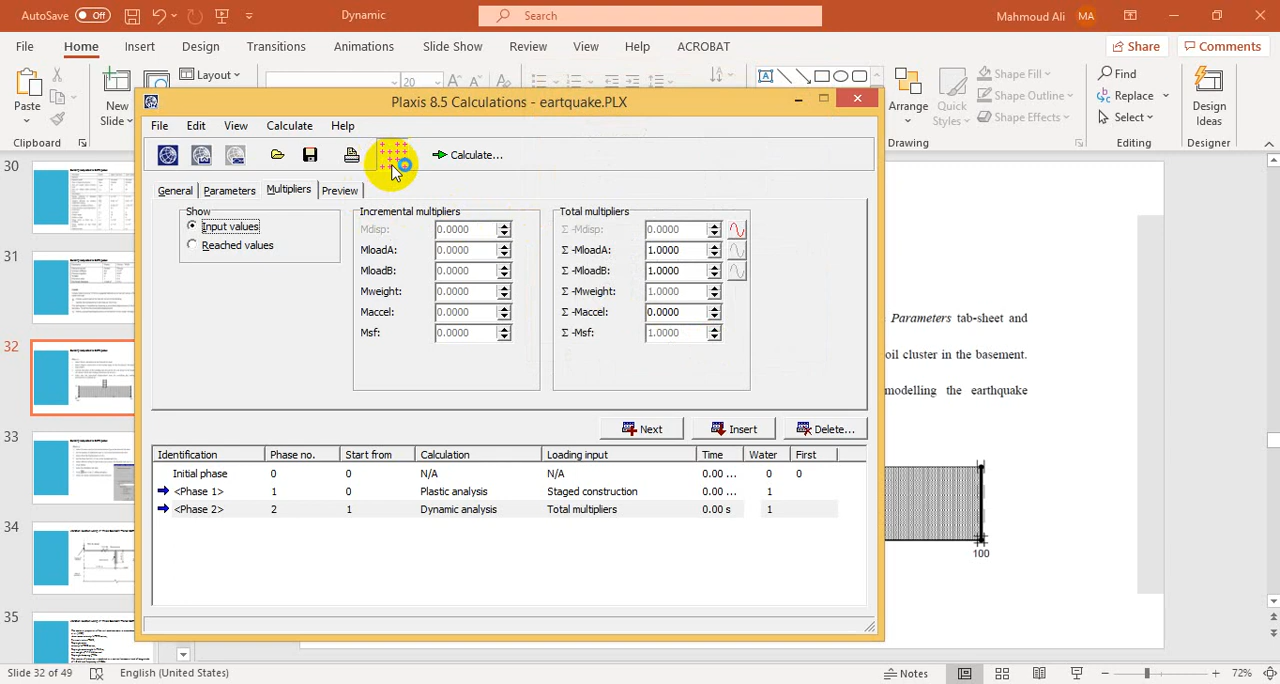 AutoSave Off Dynamic Search Mahmoud Ali MA
File Home Insert Design Transitions Animations Slide Show Review View Help ACROBAT Share Comments
Paste New Slide Layout 20 Arrange Quick Styles Shape Fill Shape Outline Shape Effects Find Replace Select Design Ideas
Clipboard Drawing Editing Designer
Plaxis 8.5 Calculations - eartquake.PLX
File Edit View Calculate Help
Calculate...
General Parameters Multipliers Preview
Show Incremental multipliers Total multipliers
Input values Mdisp: 0.0000 Σ -Mdisp: 0.0000
Reached values MloadA: 0.0000 Σ -MloadA: 1.0000
MloadB: 0.0000 Σ -MloadB: 1.0000
Mweight: 0.0000 Σ -Mweight: 1.0000
Maccel: 0.0000 Σ -Maccel: 0.0000
Msf: 0.0000 Σ -Msf: 1.0000
Next Insert Delete...
Identification Phase no. Start from Calculation Loading input Time Water First
Initial phase 0 0 N/A N/A 0.00 ... 0 0
<Phase 1> 1 0 Plastic analysis Staged construction 0.00 ... 1
<Phase 2> 2 1 Dynamic analysis Total multipliers 0.00 s 1
30
31
32
33
34
35
Parameters tab-sheet and
oil cluster in the basement.
modelling the earthquake
100
Slide 32 of 49 English (United States) Notes 72%